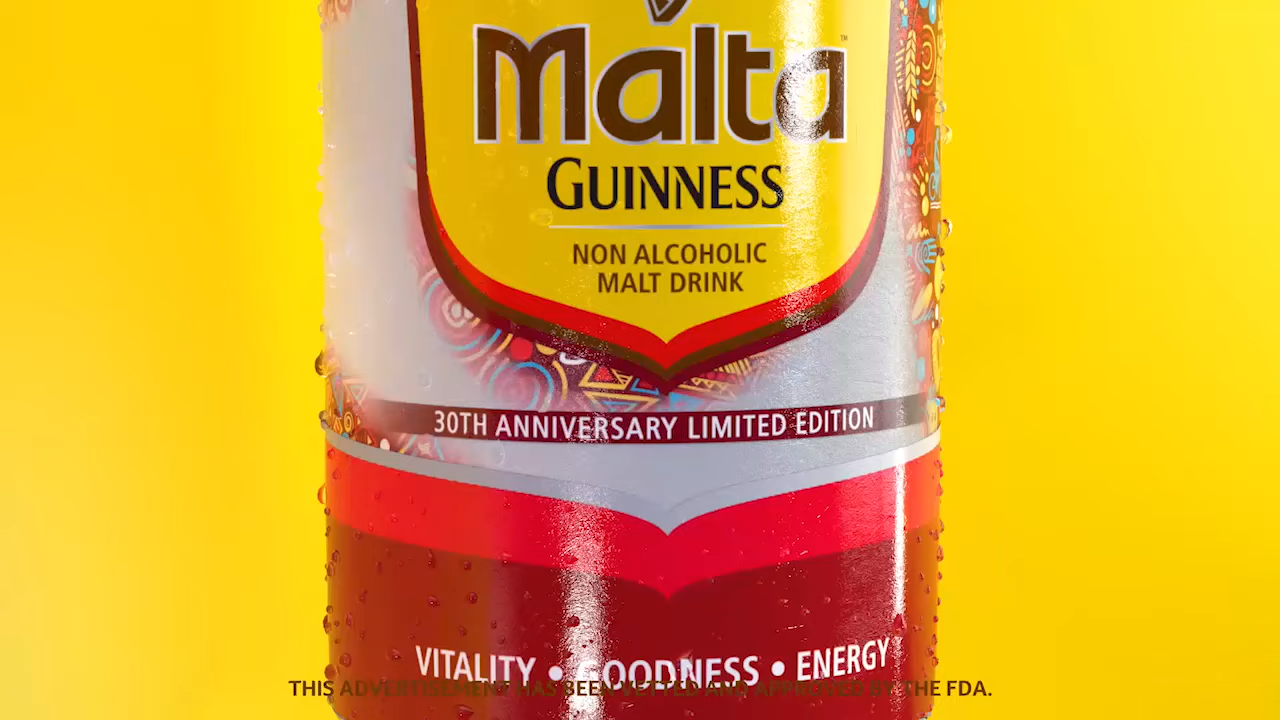 Malta
™
GUINNESS
NON ALCOHOLIC
MALT DRINK
30TH ANNIVERSARY LIMITED EDITION
VITALITY • GOODNESS • ENERGY
THIS ADVERTISEMENT HAS BEEN VETTED AND APPROVED BY THE FDA.